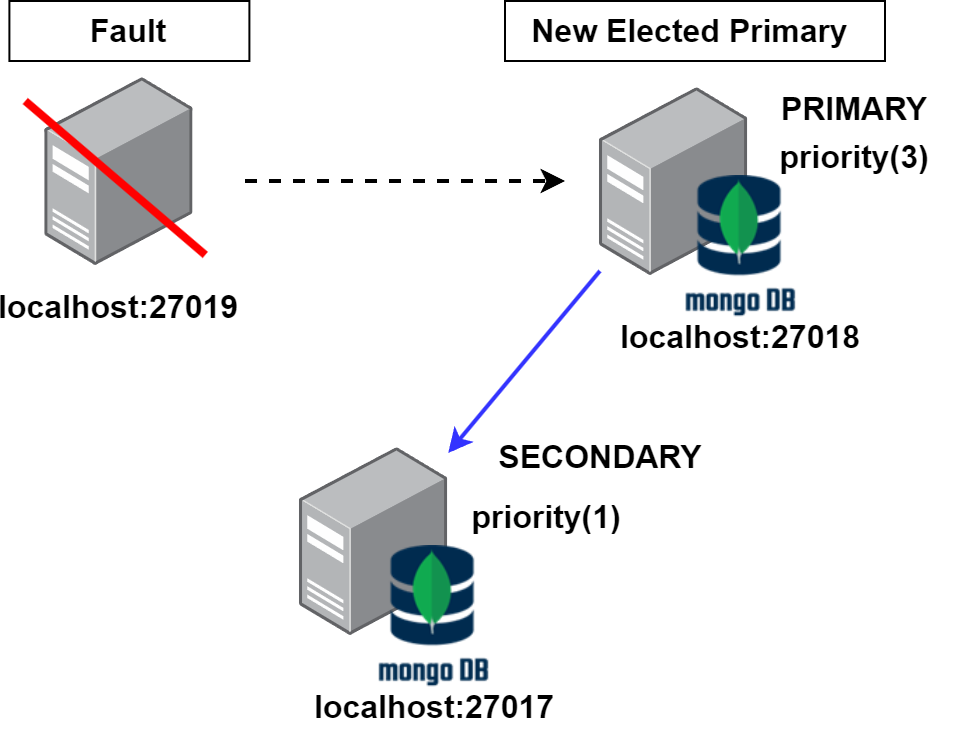 Fault
New Elected Primary
PRIMARY
priority(3)
mongo DB
localhost:27019
localhost:27018
SECONDARY
priority(1)
mongo DB
localhost:27017